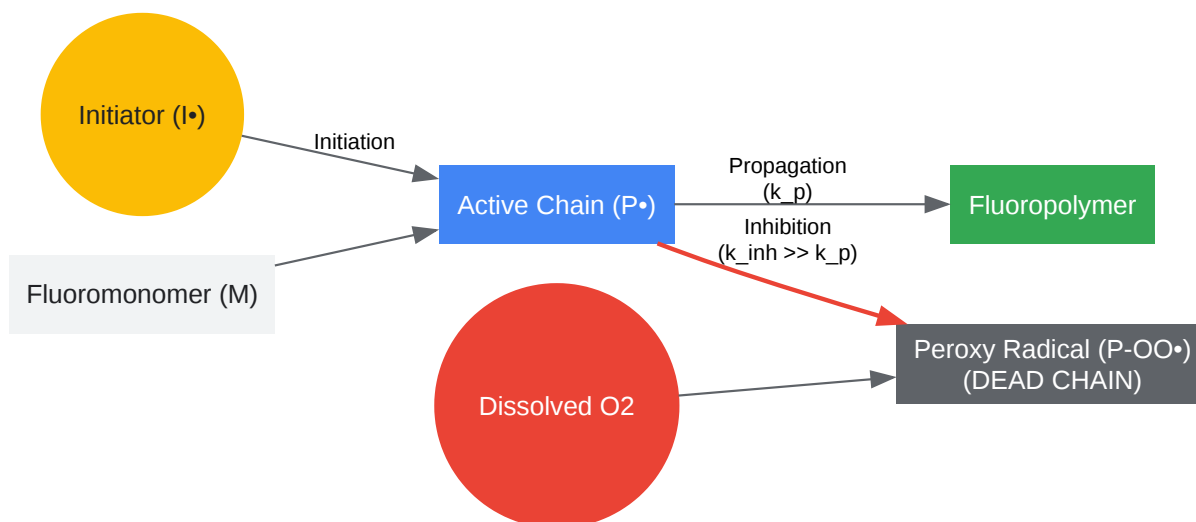 Initiator (I•)
Initiation
Propagation
(k_p)
Active Chain (P•)
Fluoropolymer
Inhibition
(k_inh >> k_p)
Fluoromonomer (M)
Peroxy Radical (P-OO•)
(DEAD CHAIN)
Dissolved O2